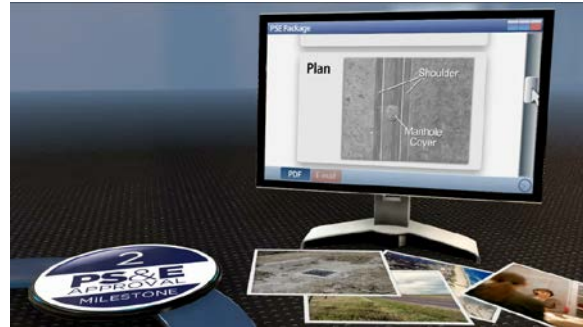 PSE Package
Plan
Shoulder
Manhole
Cover
PDF
E-mail
2
PS&E
APPROVAL
MILESTONE